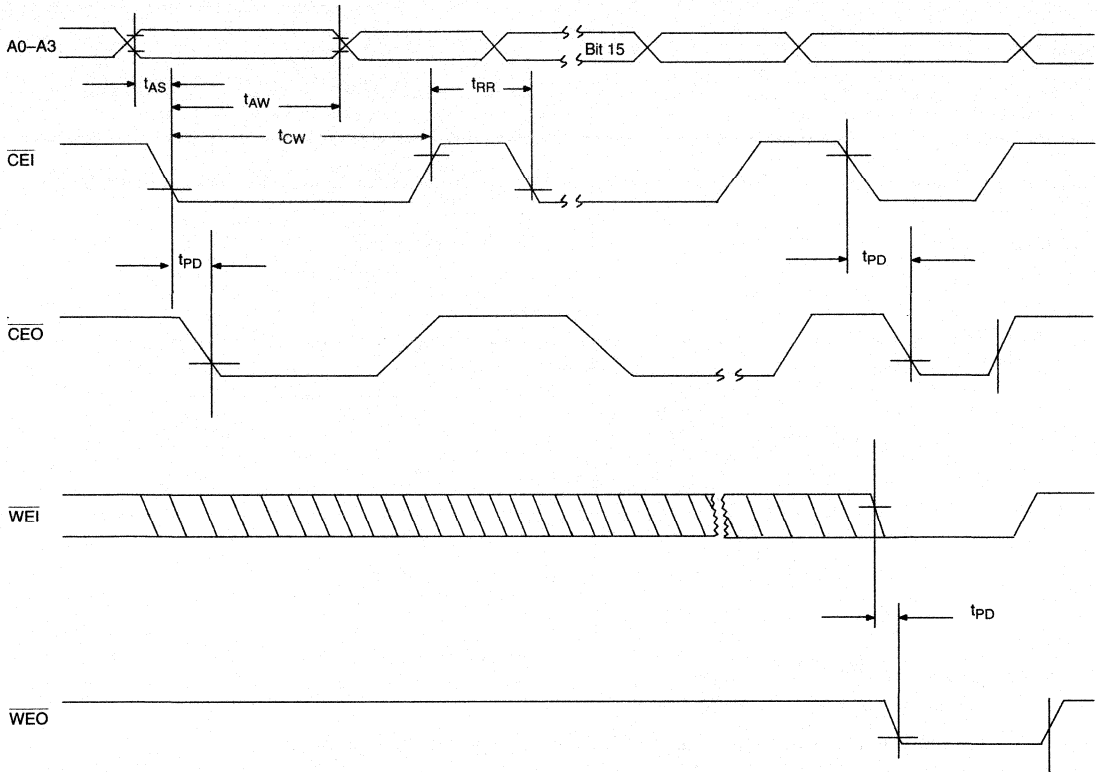 A0–A3
Bit 15
tAS
tAW
tRR
tCW
CEI
tPD
tPD
CEO
WEI
tPD
WEO